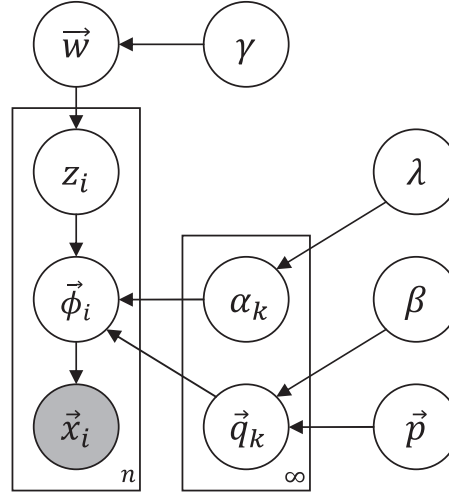 w⃗ γ
z_i λ
ϕ⃗_i α_k β
x⃗_i q⃗_k p⃗
n ∞